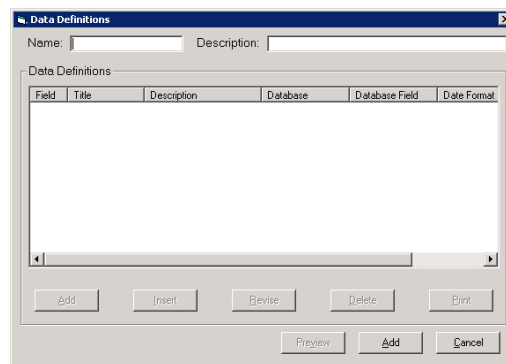 Data Definitions
Name: Description:
Data Definitions
Field Title Description Database Database Field Date Format
Add Insert Revise Delete Print
Preview Add Cancel